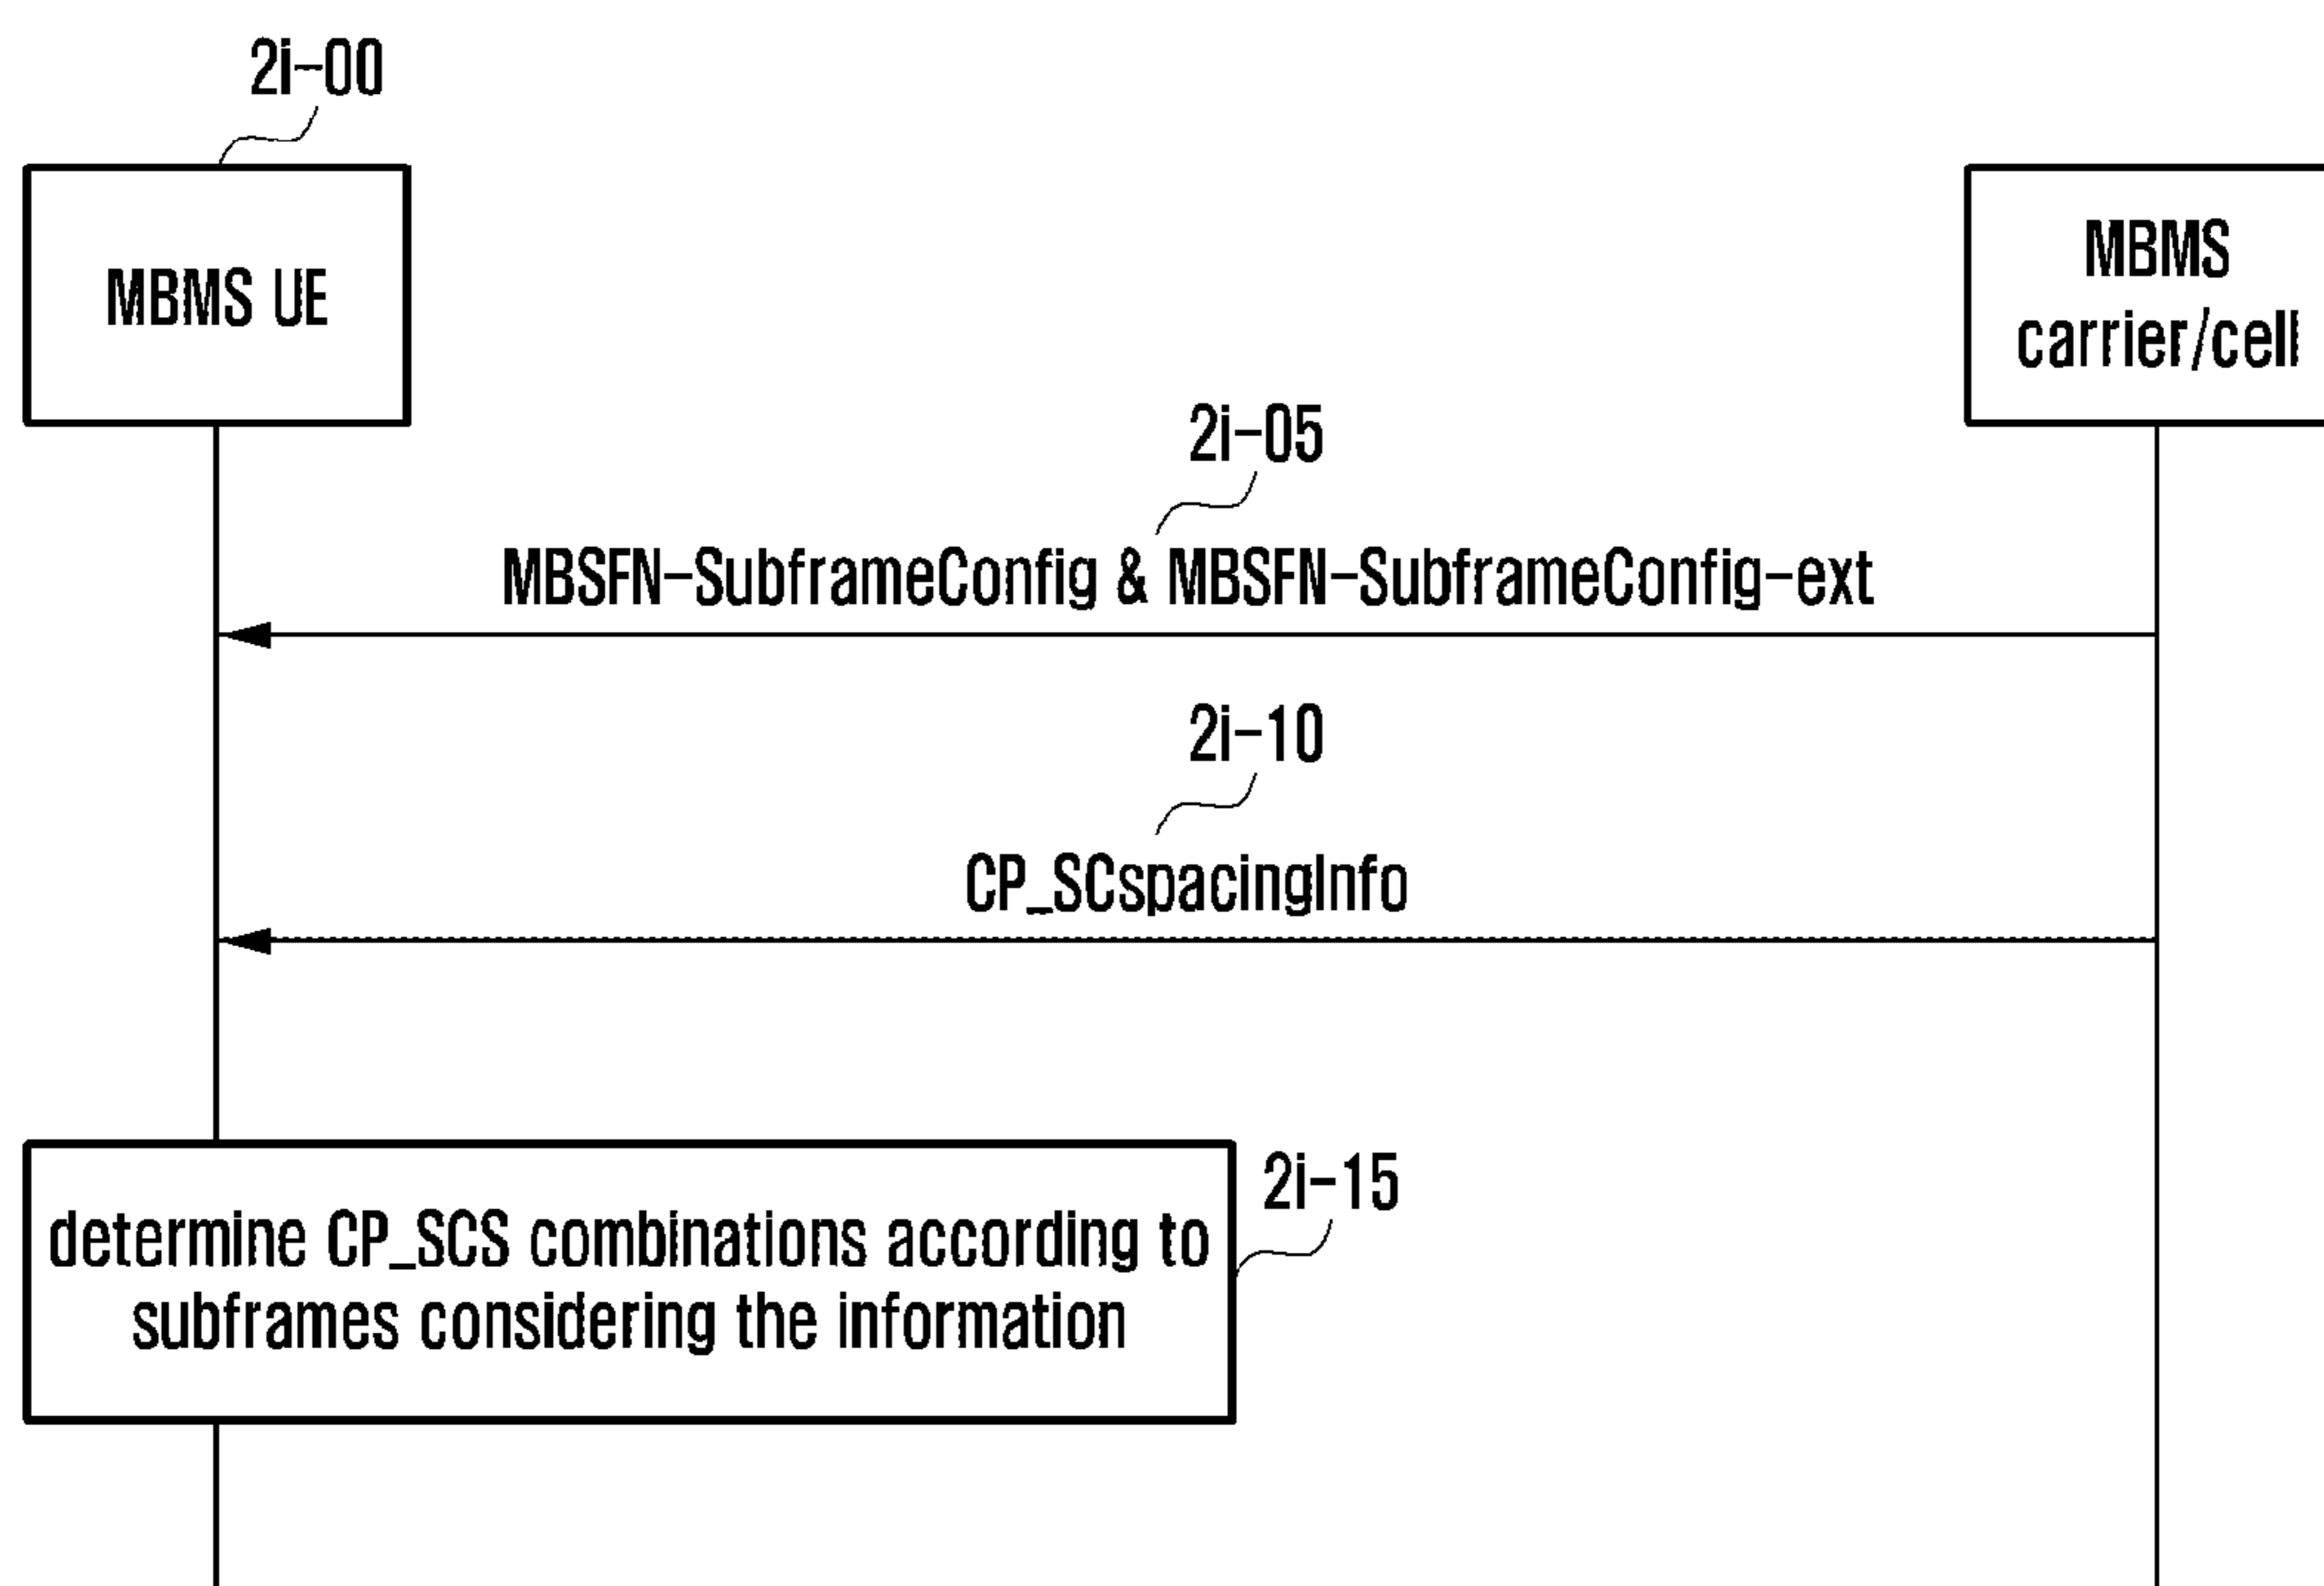 2i-00
MBMS UE
MBMS
carrier/cell
2i-05
MBSFN-SubframeConfig & MBSFN-SubframeConfig-ext
2i-10
CP_SCspacingInfo
2i-15
determine CP_SCS combinations according to
subframes considering the information